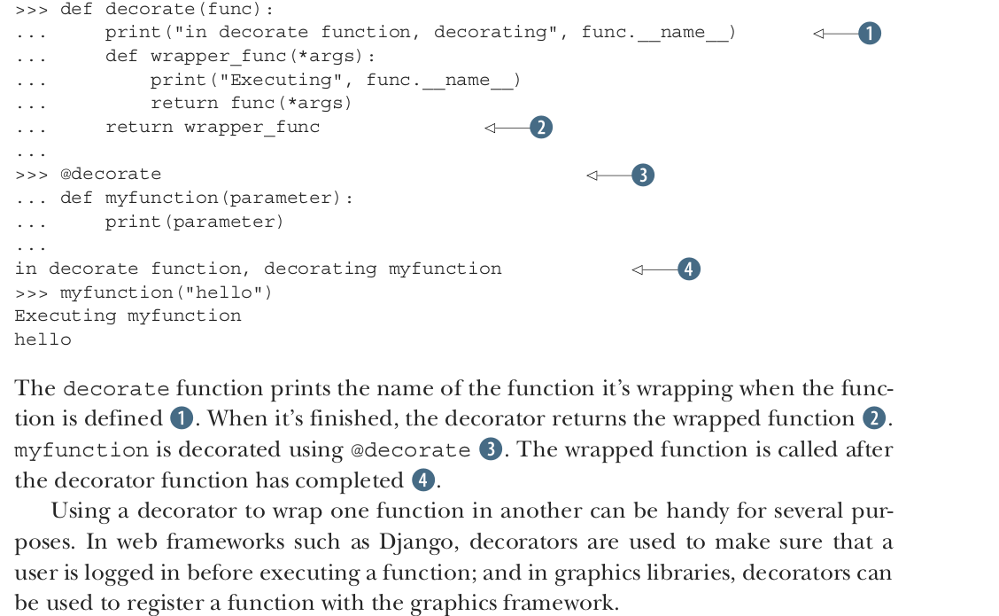 >>> def decorate(func):
...     print("in decorate function, decorating", func.__name__) 1
...     def wrapper_func(*args):
...         print("Executing", func.__name__)
...         return func(*args)
...     return wrapper_func 2
...
>>> @decorate 3
... def myfunction(parameter):
...     print(parameter)
...
in decorate function, decorating myfunction 4
>>> myfunction("hello")
Executing myfunction
hello
The decorate function prints the name of the function it’s wrapping when the func-
tion is defined 1. When it’s finished, the decorator returns the wrapped function 2.
myfunction is decorated using @decorate 3. The wrapped function is called after
the decorator function has completed 4.
Using a decorator to wrap one function in another can be handy for several pur-
poses. In web frameworks such as Django, decorators are used to make sure that a
user is logged in before executing a function; and in graphics libraries, decorators can
be used to register a function with the graphics framework.